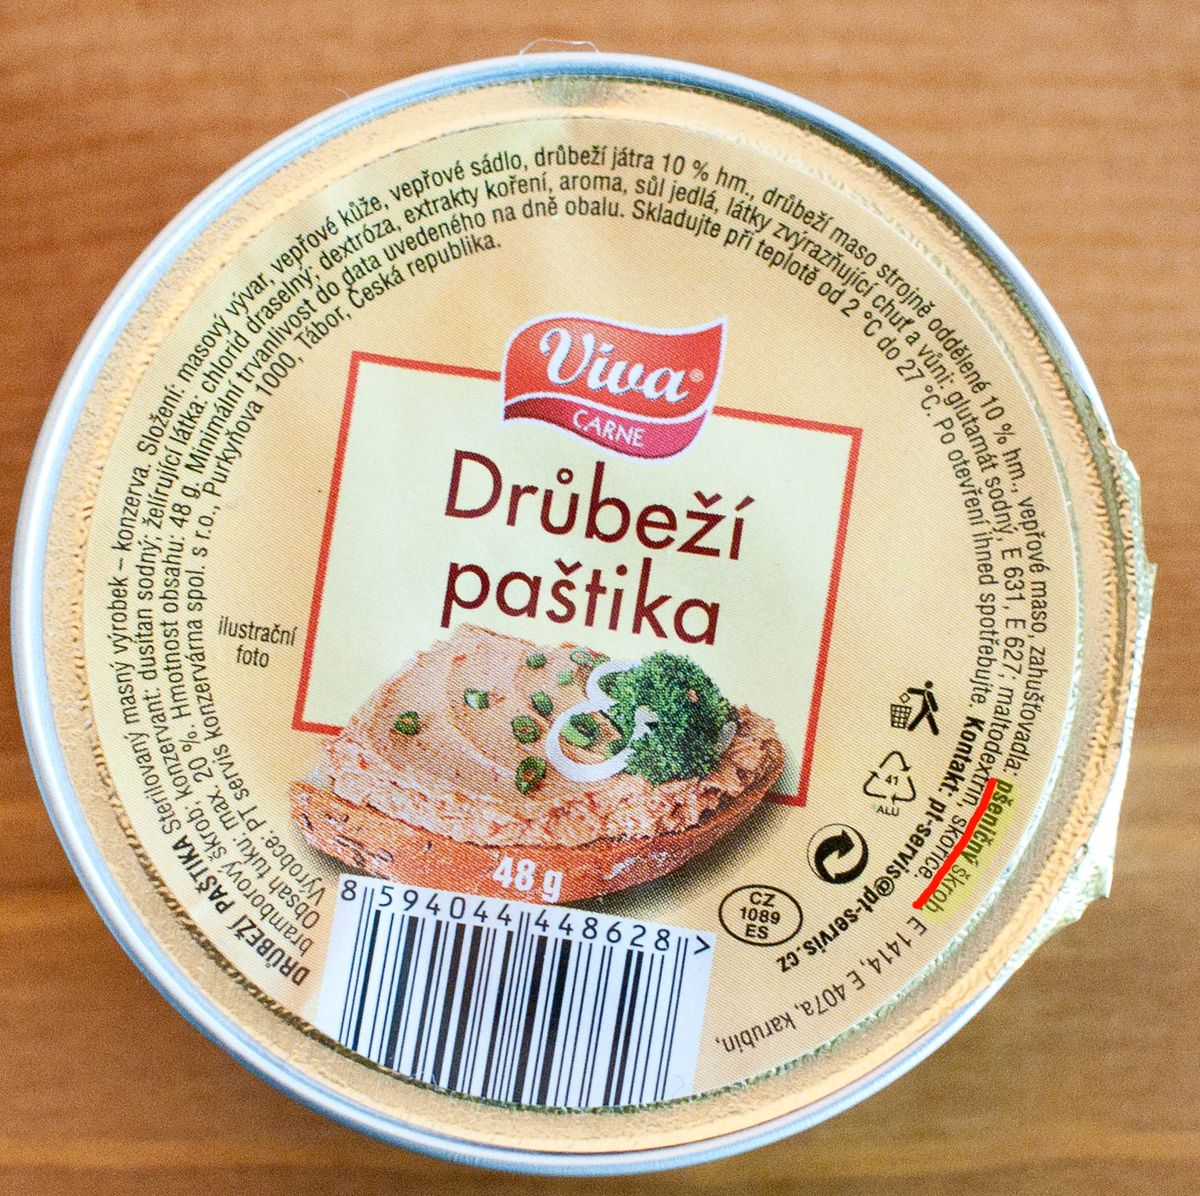 DRŮBEŽÍ PAŠTIKA Sterilovaný masný výrobek – konzerva. Složení: masový vývar, vepřové kůže, vepřové sádlo, drůbeží játra 10 % hm., drůbeží maso strojně oddělené 10 % hm., vepřové maso, zahušťovadla: pšeničný škrob, E 1414, E 407a, karubin,
bramborový škrob; konzervant: dusitan sodný; želírující látka: chlorid draselný; dextróza, extrakty koření, aroma, sůl jedlá, látky zvýrazňující chuť a vůni: glutamát sodný, E 631, E 627; maltodextrin, skořice.
Obsah tuku: max. 20 %. Hmotnost obsahu: 48 g. Minimální trvanlivost do data uvedeného na dně obalu. Skladujte při teplotě od 2 °C do 27 °C. Po otevření ihned spotřebujte. Kontakt: pt-servis@pt-servis.cz
Výrobce: PT servis konzervárna spol. s r.o., Purkyňova 1000, Tábor, Česká republika.
Viva®
CARNE
Drůbeží
paštika
ilustrační
foto
48 g
41
ALU
CZ
1089
ES
8 594044 448628 >